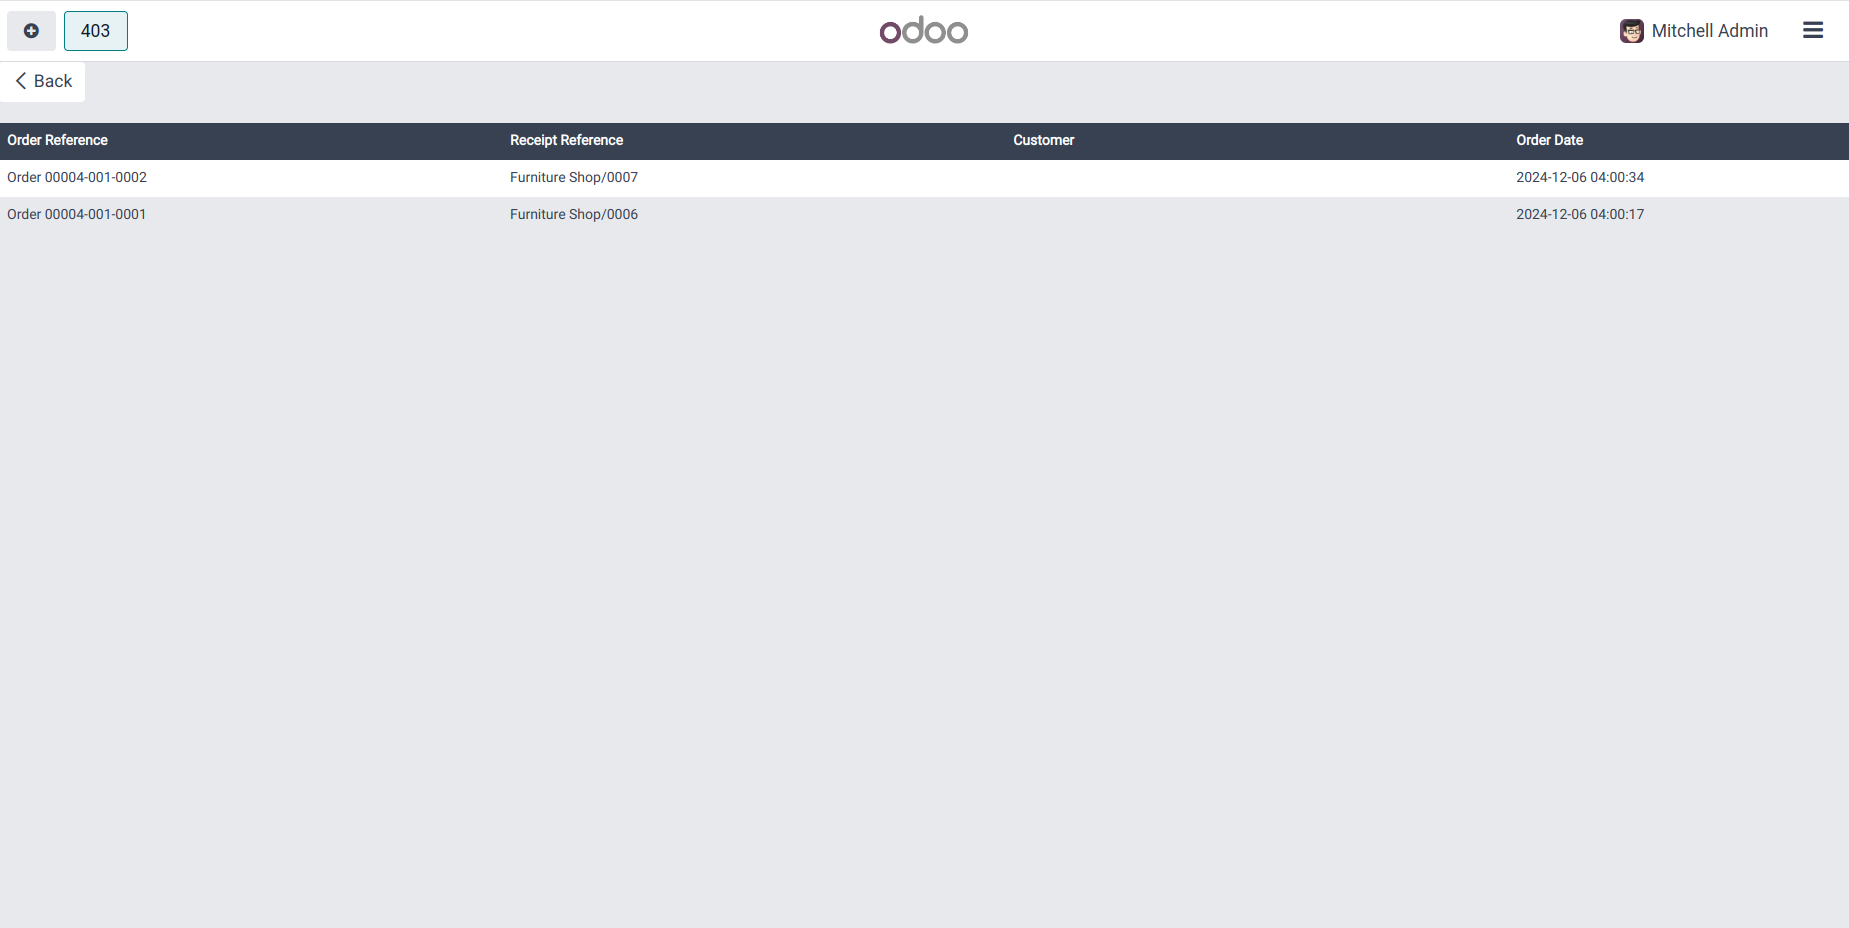 403
odoo
Mitchell Admin
Back
Order Reference Receipt Reference Customer Order Date
Order 00004-001-0002 Furniture Shop/0007 2024-12-06 04:00:34
Order 00004-001-0001 Furniture Shop/0006 2024-12-06 04:00:17